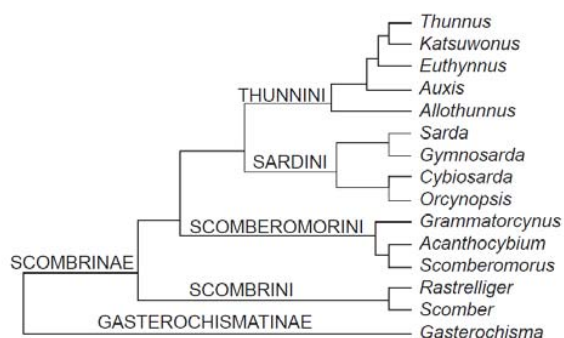 Thunnus
Katsuwonus
Euthynnus
Auxis
THUNNINI
Allothunnus
Sarda
SARDINI
Gymnosarda
Cybiosarda
Orcynopsis
SCOMBEROMORINI
Grammatorcynus
Acanthocybium
SCOMBRINAE
Scomberomorus
SCOMBRINI
Rastrelliger
Scomber
GASTEROCHISMATINAE
Gasterochisma